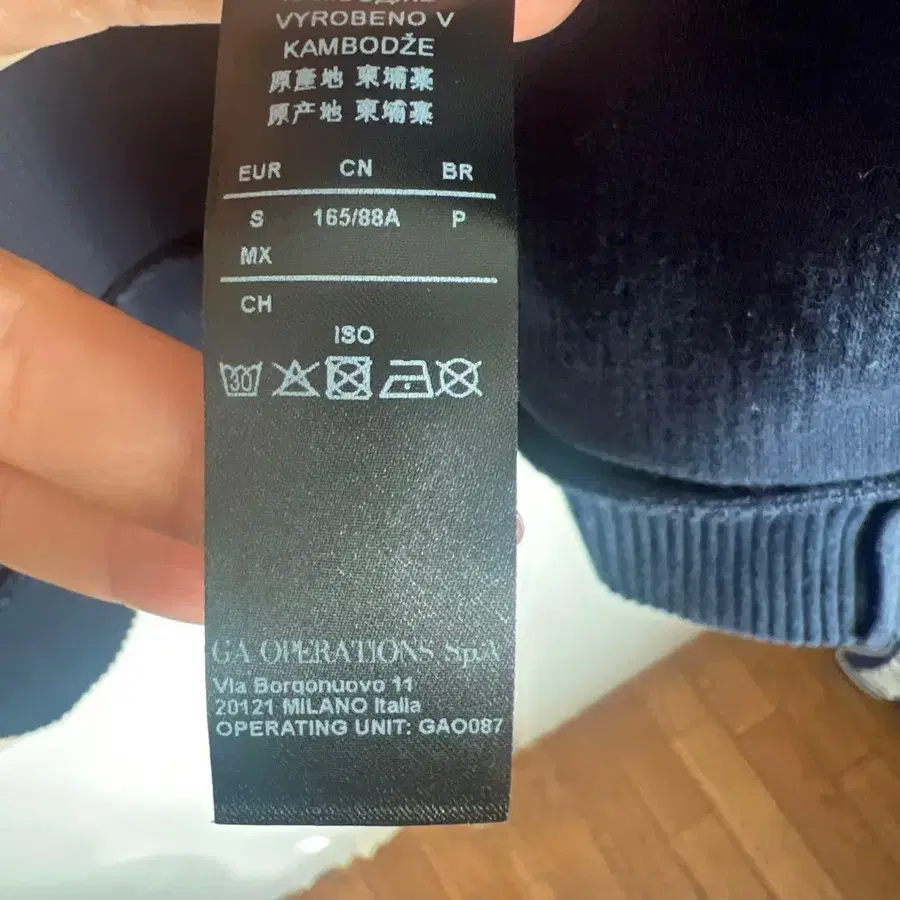 VYROBENO V
KAMBODŽE
原產地 柬埔寨
原产地 柬埔寨
EUR CN BR
S 165/88A P
MX
CH
ISO
30
GA OPERATIONS SpA
Via Borgonuovo 11
20121 MILANO Italia
OPERATING UNIT: GAO087